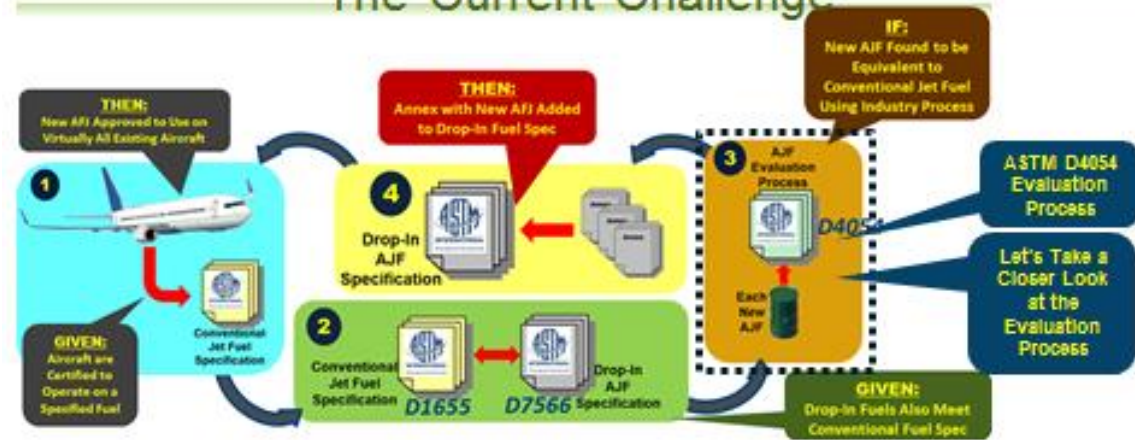 The Current Challenge
IF:
New AJF Found to be
Equivalent to
Conventional Jet Fuel
Using Industry Process
THEN:
New AFJ Approved to Use on
Virtually All Existing Aircraft
THEN:
Annex with New AFJ Added
to Drop-In Fuel Spec
1
Conventional
Jet Fuel
Specification
GIVEN:
Aircraft are
Certified to
Operate on a
Specified Fuel
4
ASTM
INTERNATIONAL
Drop-In
AJF
Specification
3
AJF
Evaluation
Process
D4054
Each
New
AJF
ASTM D4054
Evaluation
Process
Let's Take a
Closer Look
at the
Evaluation
Process
2
Conventional
Jet Fuel
Specification
D1655
D7566
Drop-In
AJF
Specification
GIVEN:
Drop-In Fuels Also Meet
Conventional Fuel Spec